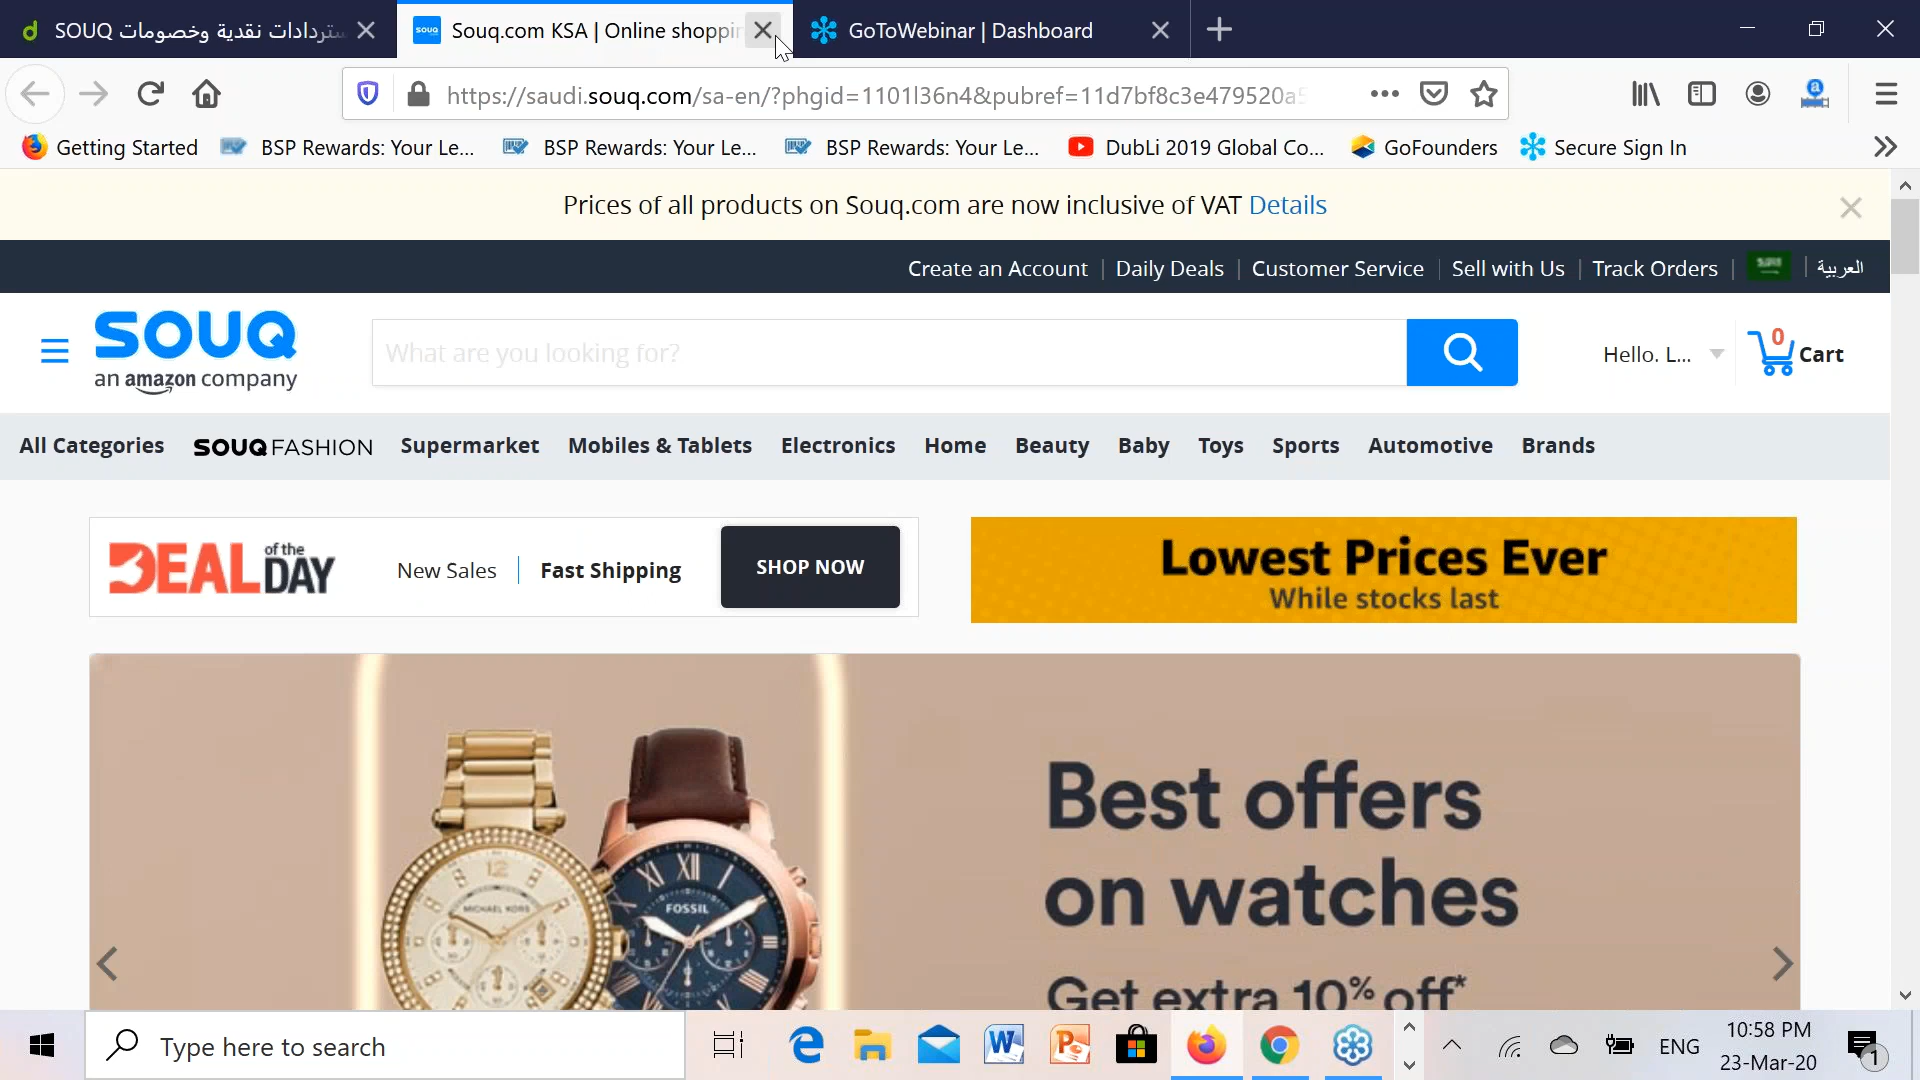 ستردادات نقدية وخصومات SOUQ
Souq.com KSA | Online shoppin
GoToWebinar | Dashboard
https://saudi.souq.com/sa-en/?phgid=1101l36n4&pubref=11d7bf8c3e479520a5
Getting Started
BSP Rewards: Your Le...
BSP Rewards: Your Le...
BSP Rewards: Your Le...
DubLi 2019 Global Co...
GoFounders
Secure Sign In
Prices of all products on Souq.com are now inclusive of VAT Details
Create an Account
Daily Deals
Customer Service
Sell with Us
Track Orders
العربية
souq
an amazon company
What are you looking for?
Hello. L...
0
Cart
All Categories
SOUQ FASHION
Supermarket
Mobiles & Tablets
Electronics
Home
Beauty
Baby
Toys
Sports
Automotive
Brands
DEAL of the DAY
New Sales
Fast Shipping
SHOP NOW
Lowest Prices Ever
While stocks last
Best offers
on watches
Get extra 10% off*
MICHAEL KORS
FOSSIL
Type here to search
ENG
10:58 PM
23-Mar-20
1